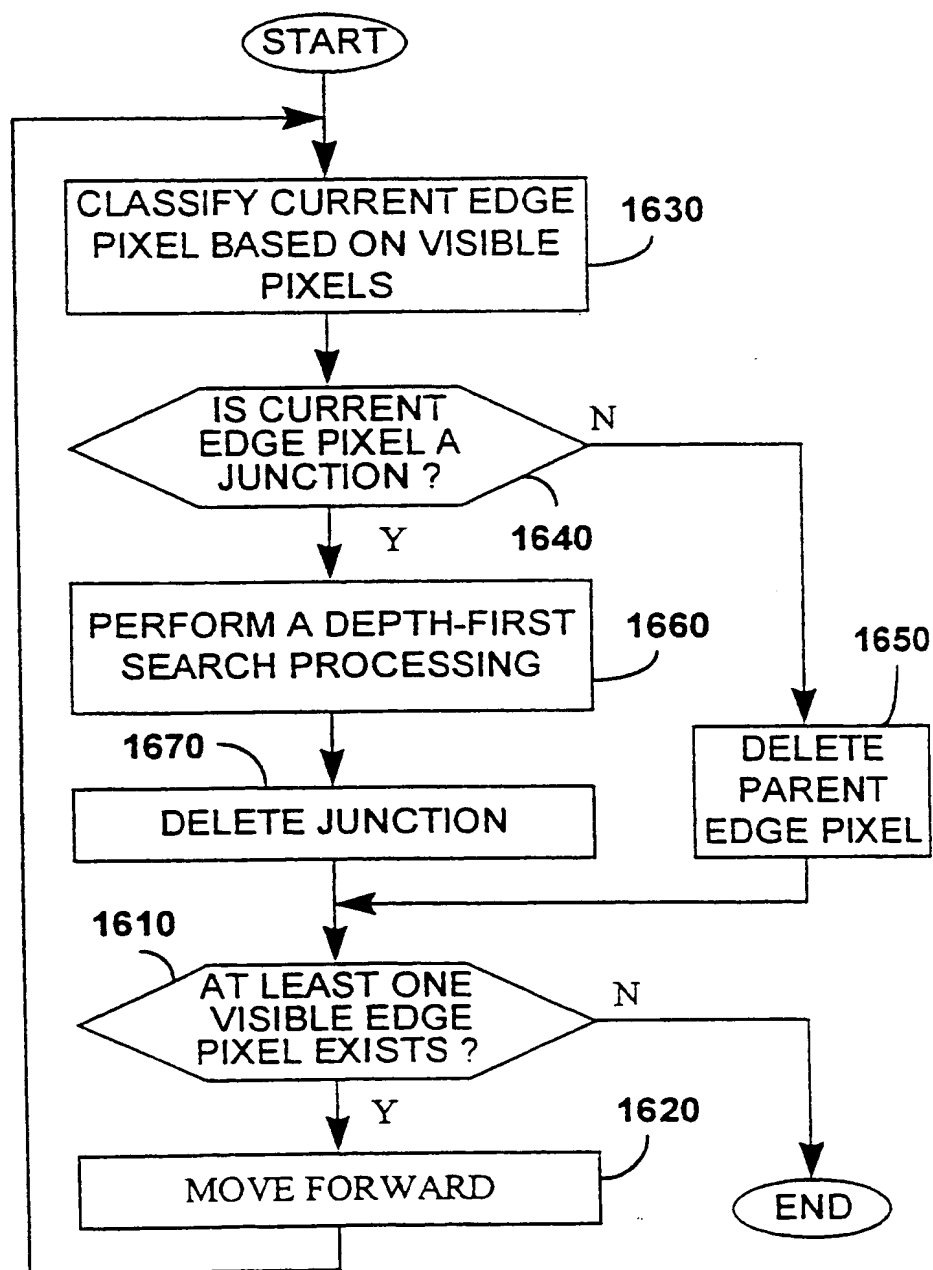 START
CLASSIFY CURRENT EDGE
PIXEL BASED ON VISIBLE
PIXELS
1630
IS CURRENT
EDGE PIXEL A
JUNCTION ?
N
1640
Y
PERFORM A DEPTH-FIRST
SEARCH PROCESSING
1660
1650
DELETE
PARENT
EDGE PIXEL
1670
DELETE JUNCTION
1610
AT LEAST ONE
VISIBLE EDGE
PIXEL EXISTS ?
N
Y
1620
MOVE FORWARD
END